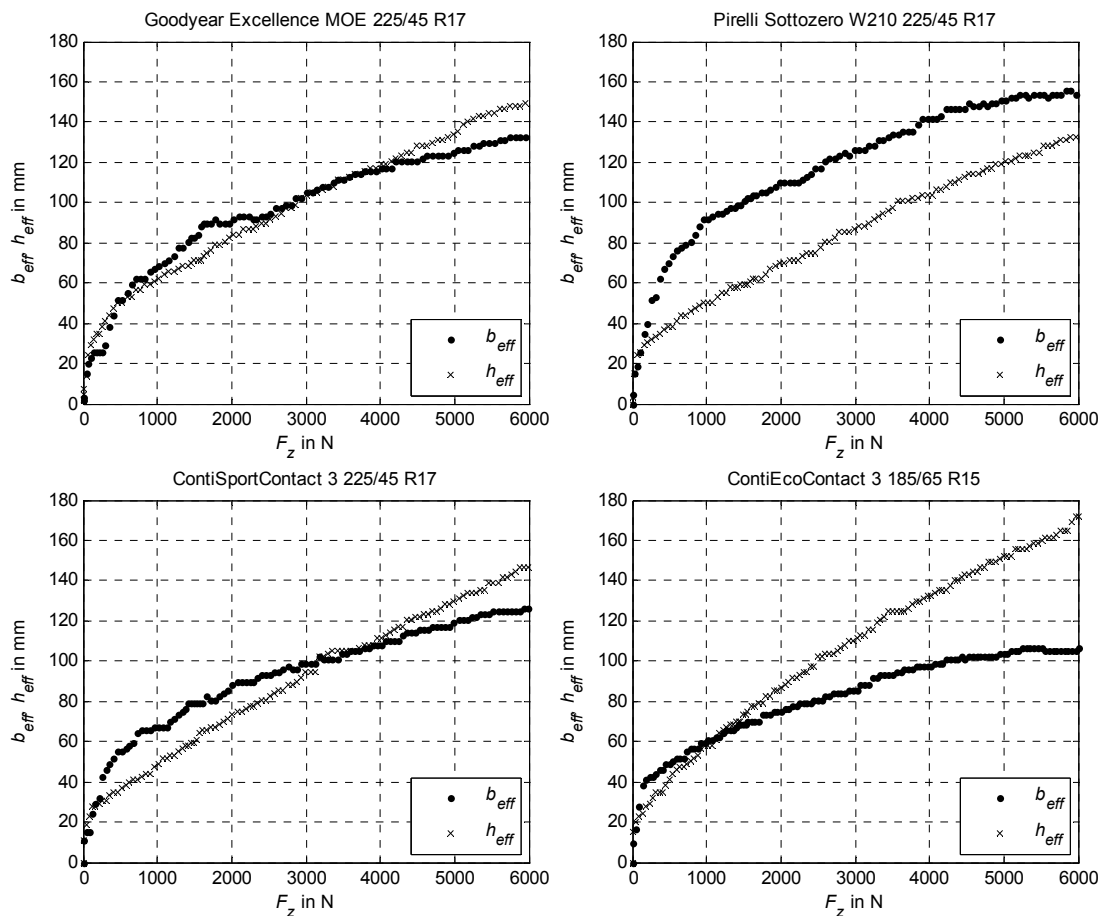 Goodyear Excellence MOE 225/45 R17
180
160
140
120
100
80
60
40
20
0
b_eff, h_eff in mm
b_eff
h_eff
0 1000 2000 3000 4000 5000 6000
F_z in N
Pirelli Sottozero W210 225/45 R17
180
160
140
120
100
80
60
40
20
0
b_eff, h_eff in mm
b_eff
h_eff
0 1000 2000 3000 4000 5000 6000
F_z in N
ContiSportContact 3 225/45 R17
180
160
140
120
100
80
60
40
20
0
b_eff, h_eff in mm
b_eff
h_eff
0 1000 2000 3000 4000 5000 6000
F_z in N
ContiEcoContact 3 185/65 R15
180
160
140
120
100
80
60
40
20
0
b_eff, h_eff in mm
b_eff
h_eff
0 1000 2000 3000 4000 5000 6000
F_z in N